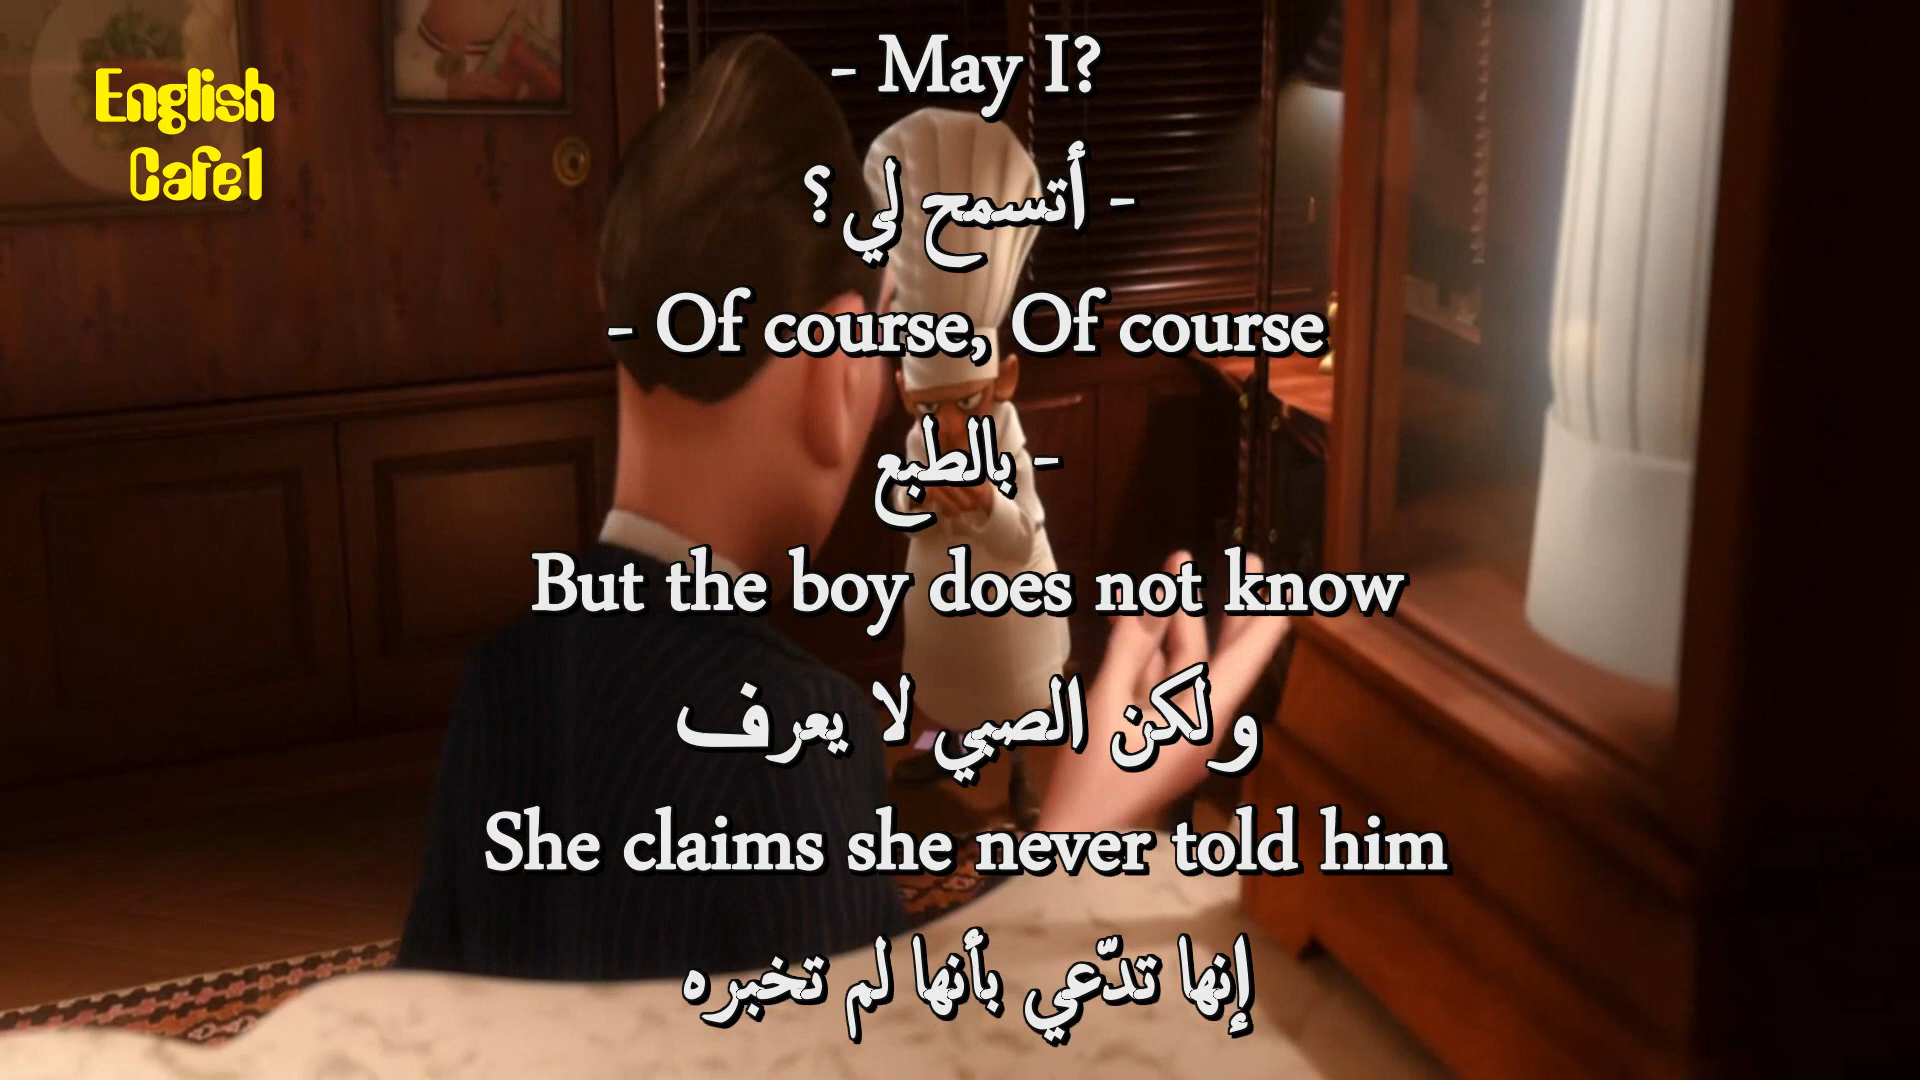 English
Cafe1
- May I?
- أتسمح لي ؟
- Of course, Of course
- بالطبع
But the boy does not know
ولكن الصبي لا يعرف
She claims she never told him
إنها تدّعي بأنها لم تخبره